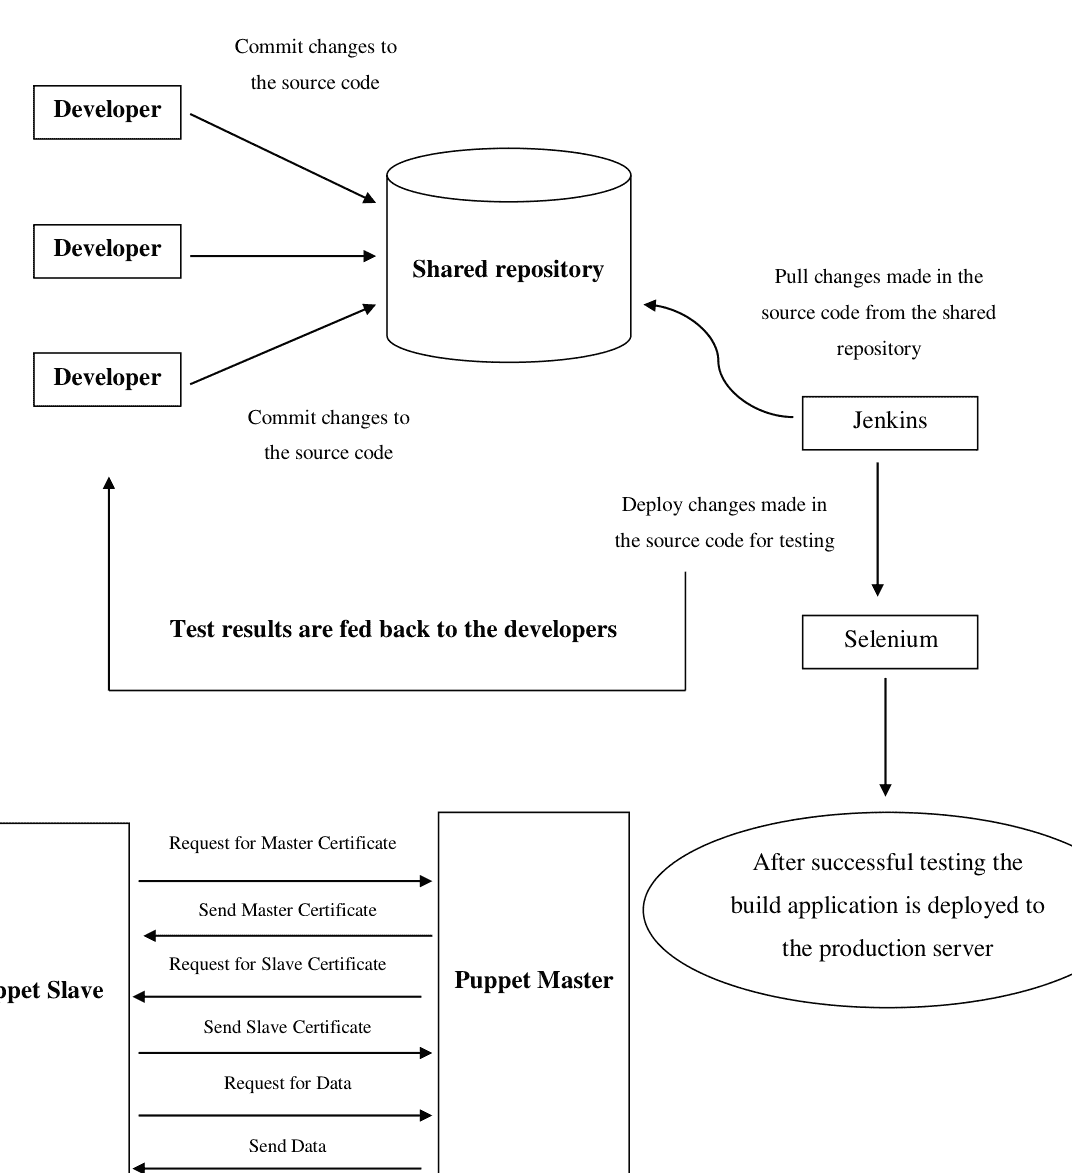 Commit changes to
the source code
Developer
Developer
Shared repository
Pull changes made in the
source code from the shared
repository
Developer
Commit changes to
the source code
Jenkins
Deploy changes made in
the source code for testing
Test results are fed back to the developers
Selenium
Request for Master Certificate
Send Master Certificate
Request for Slave Certificate
Send Slave Certificate
Request for Data
Send Data
ppet Slave
Puppet Master
After successful testing the
build application is deployed to
the production server